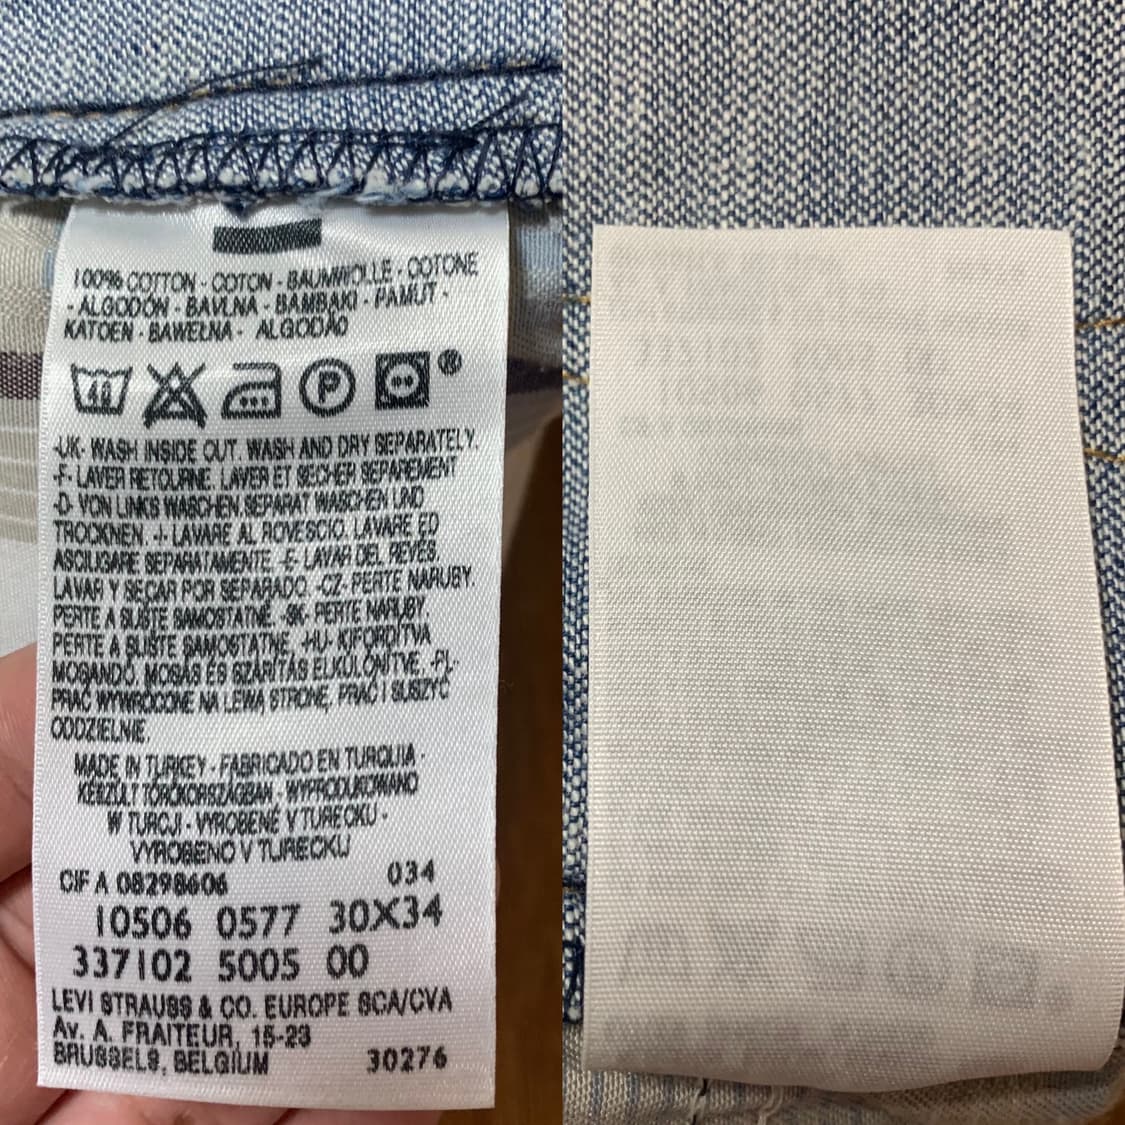 100% COTTON - COTON - BAUMWOLLE - COTONE
- ALGODÓN - BAVLNA - BAMBAKI - PAMUT -
KATOEN - BAWEŁNA - ALGODÃO
40 P ®
-UK- WASH INSIDE OUT. WASH AND DRY SEPARATELY.
-F- LAVER RETOURNE. LAVER ET SECHER SEPAREMENT
-D- VON LINKS WASCHEN.SEPARAT WASCHEN UND
TROCKNEN. -I- LAVARE AL ROVESCIO. LAVARE ED
ASCIUGARE SEPARATAMENTE. -E- LAVAR DEL REVÉS.
LAVAR Y SECAR POR SEPARADO. -CZ- PERTE NARUBY.
PERTE A SUŠTE SAMOSTATNĚ. -SK- PERTE NARUBY.
PERTE A SUŠTE SAMOSTATNE. -HU- KIFORDÍTVA
MOSANDÓ. MOSÁS ÉS SZÁRÍTÁS ELKÜLÖNÍTVE. -PL-
PRAĆ WYWRÓCONE NA LEWĄ STRONĘ, PRAĆ I SUSZYĆ
ODDZIELNIE.
MADE IN TURKEY - FABRICADO EN TURQUIA -
KÉSZÜLT TÖRÖKORSZÁGBAN , WYPRODUKOWANO
W TURCJI - VYROBENÉ V TURECKU -
VYROBENO V TURECKU
CIF A 08298606 034
10506 0577 30X34
337102 5005 00
LEVI STRAUSS & CO. EUROPE SCA/CVA
Av. A. FRAITEUR, 15-23
BRUSSELS, BELGIUM 30276